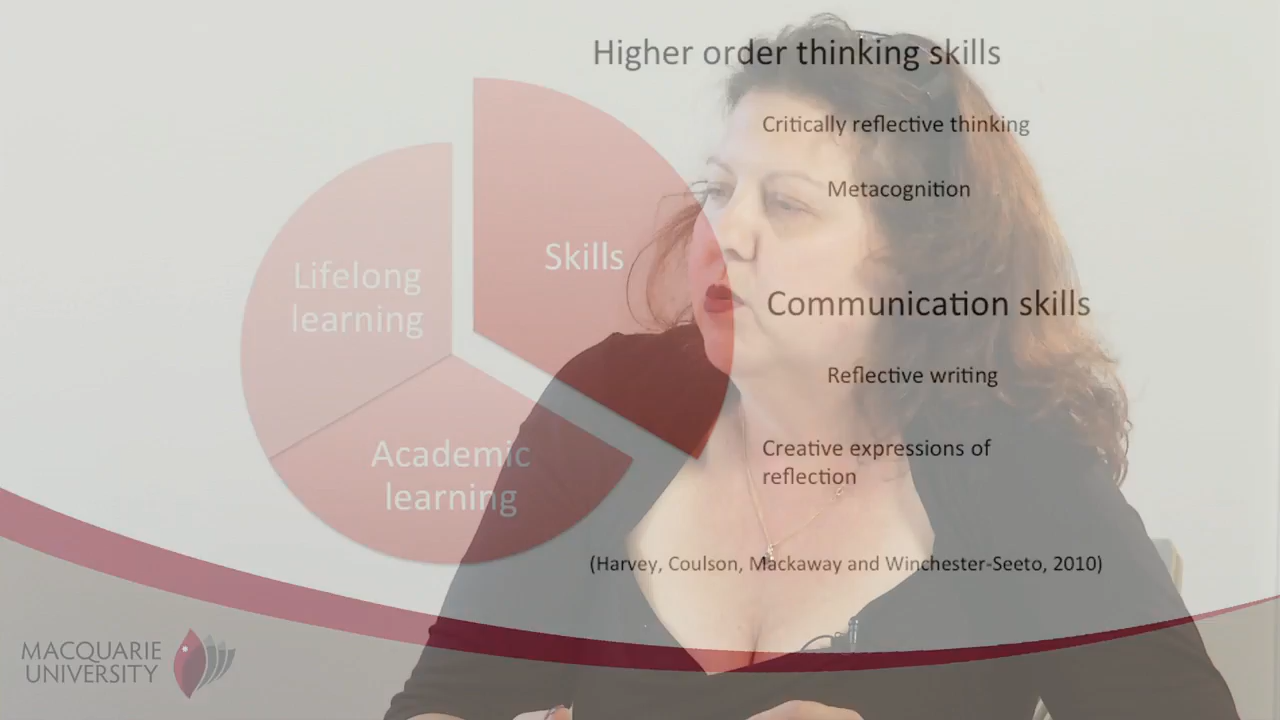 Higher order thinking skills
Critically reflective thinking
Metacognition
Skills
Lifelong
learning
Communication skills
Reflective writing
Academic
learning
Creative expressions of
reflection
(Harvey, Coulson, Mackaway and Winchester-Seeto, 2010)
MACQUARIE
UNIVERSITY